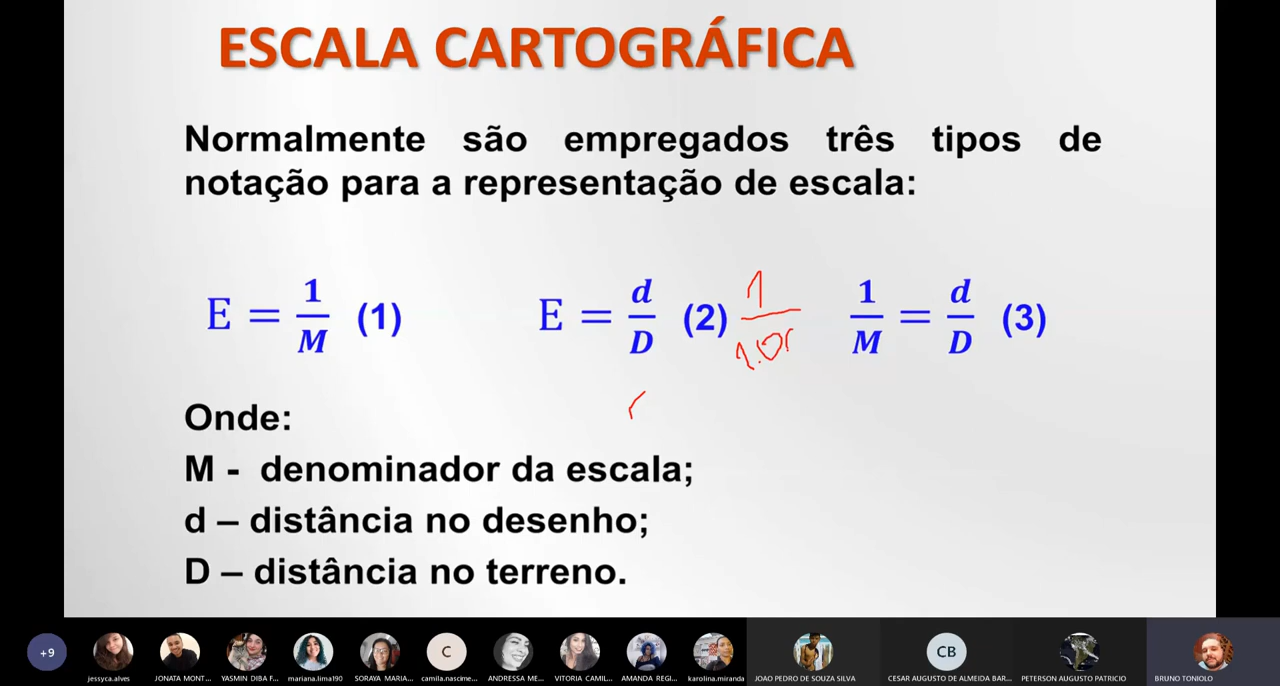 ESCALA CARTOGRÁFICA
Normalmente são empregados três tipos de
notação para a representação de escala:
E = 1/M (1) E = d/D (2) 1/M = d/D (3)
Onde:
M - denominador da escala;
d – distância no desenho;
D – distância no terreno.
+9 C CB
jessyca.alves JONATA MONT... YASMIN DIBA F... mariana.lima190 SORAYA MARIA... camila.nascime... ANDRESSA ME... VITORIA CAMIL... AMANDA REGI... karolina.miranda JOAO PEDRO DE SOUZA SILVA CESAR AUGUSTO DE ALMEIDA BAR... PETERSON AUGUSTO PATRICIO BRUNO TONIOLO